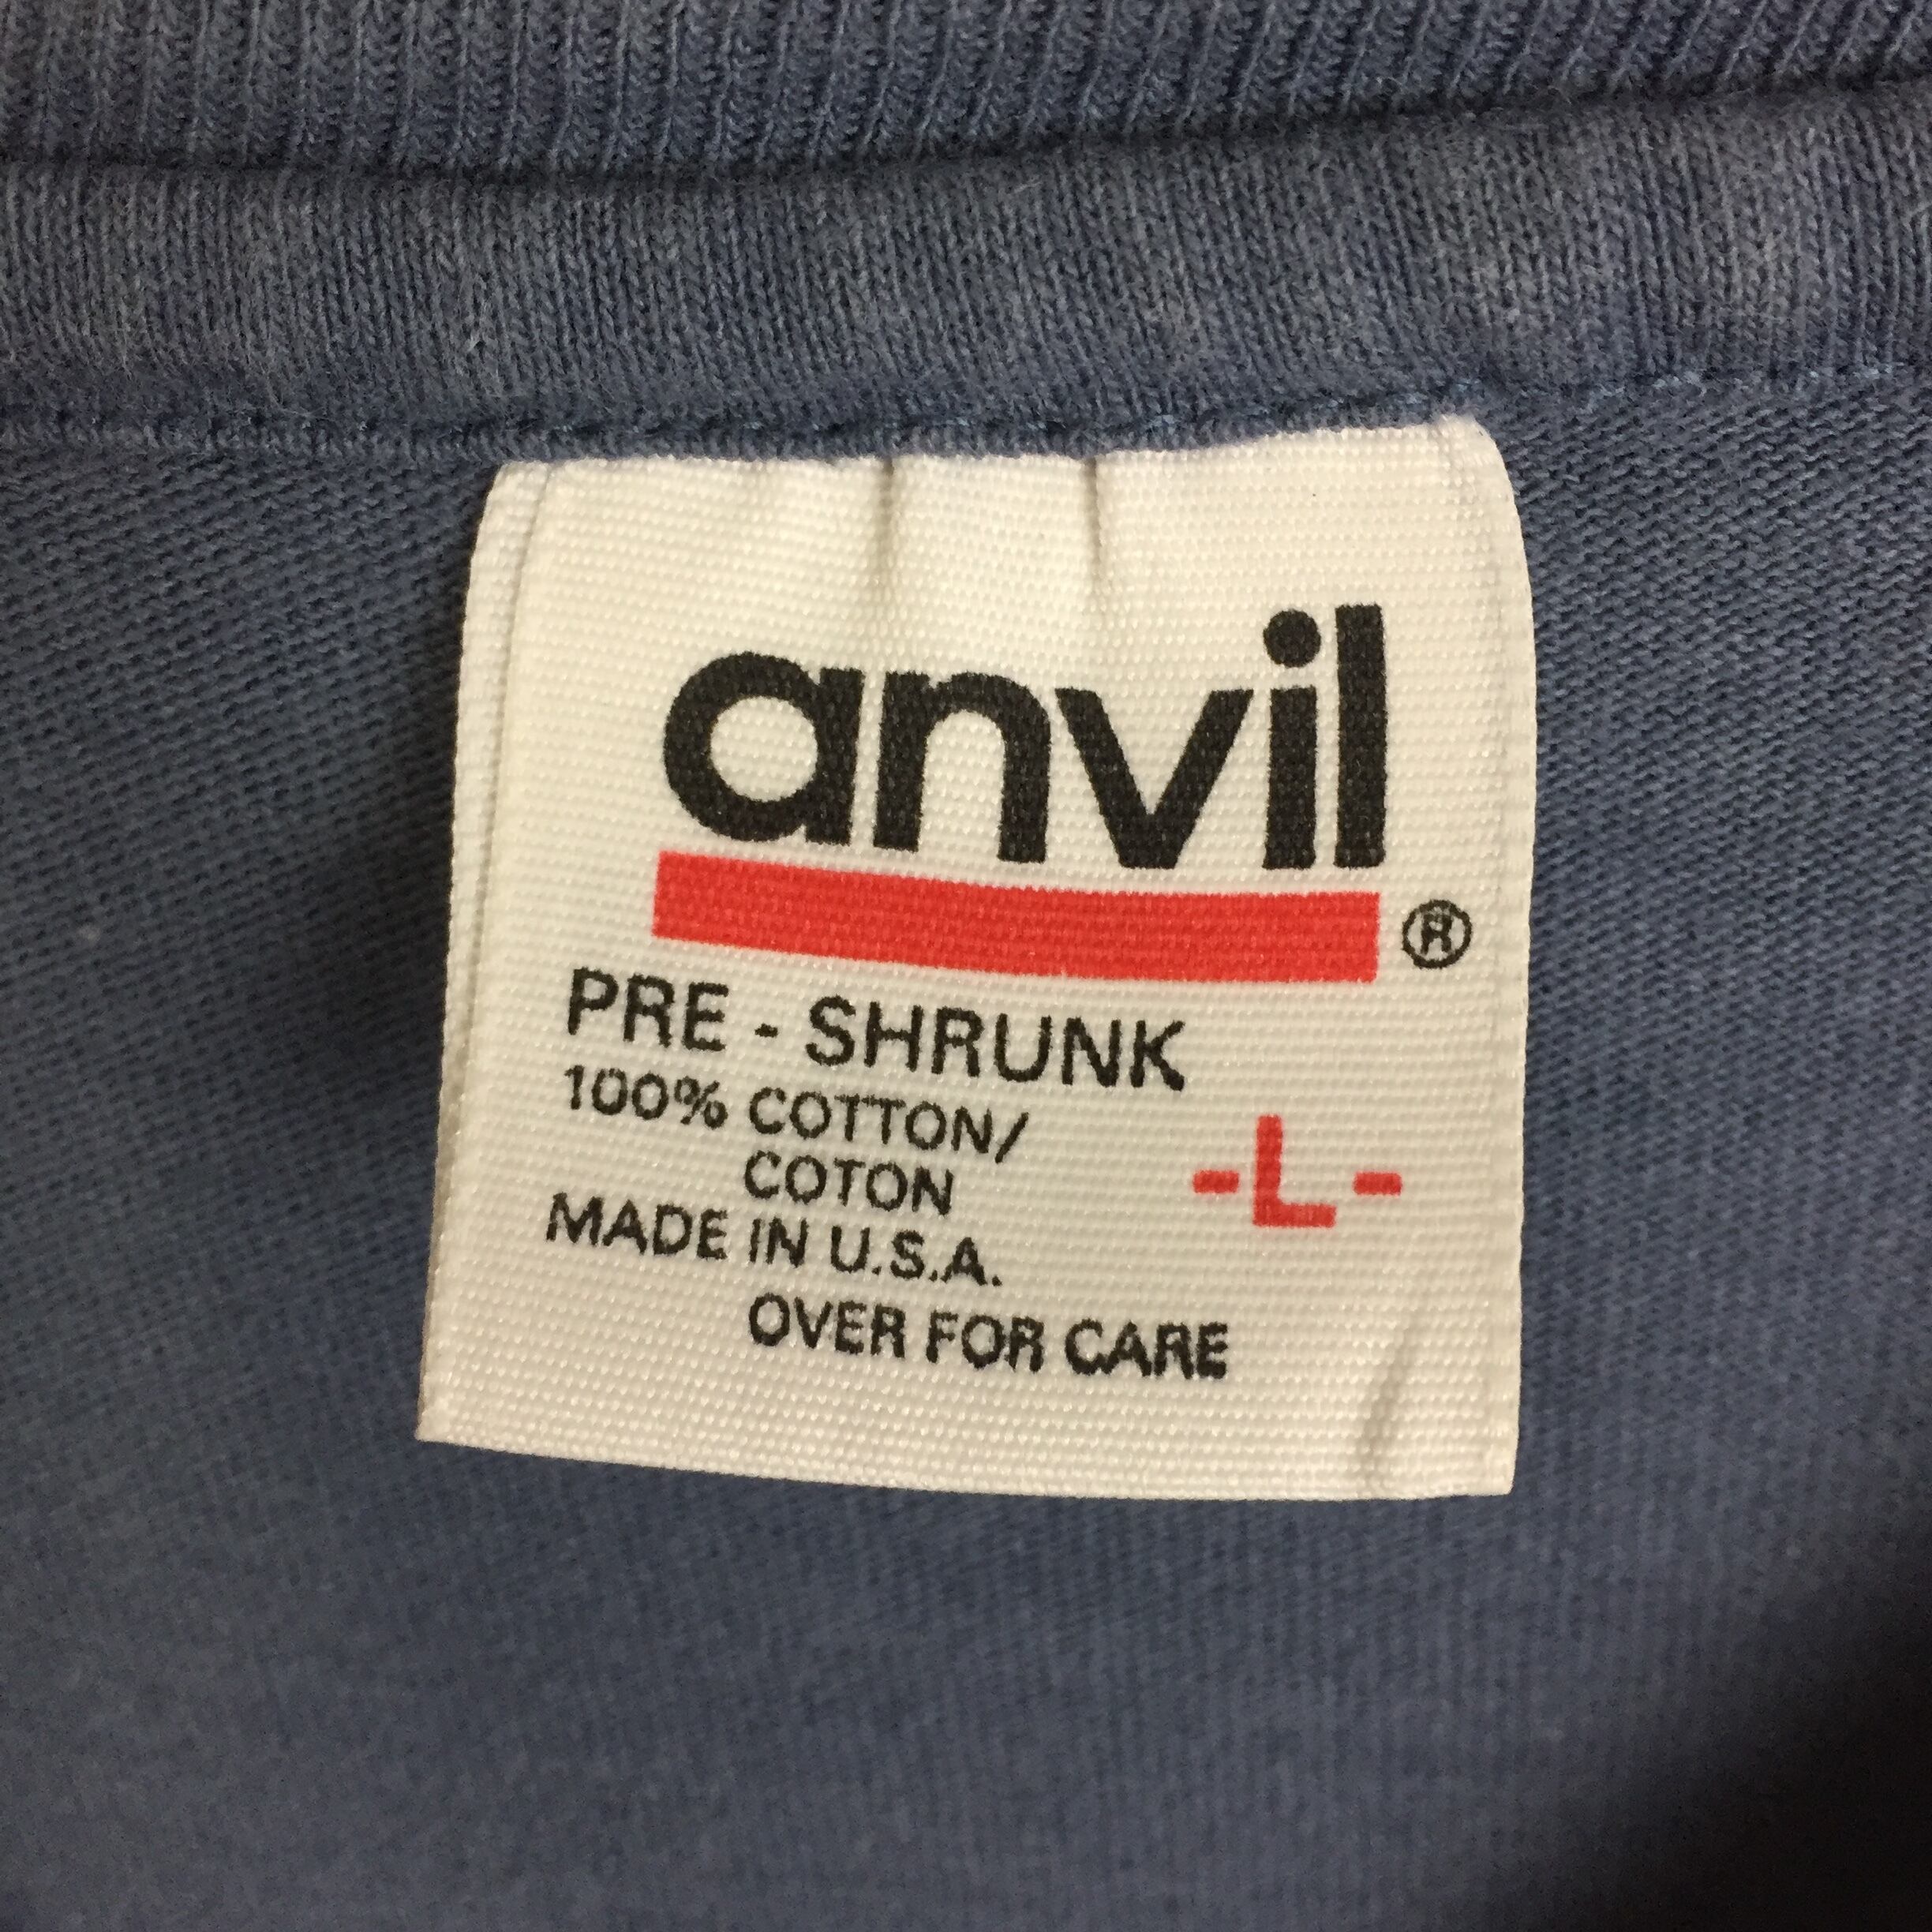 anvil
®
PRE - SHRUNK
100% COTTON/
COTON
-L-
MADE IN U.S.A.
OVER FOR CARE